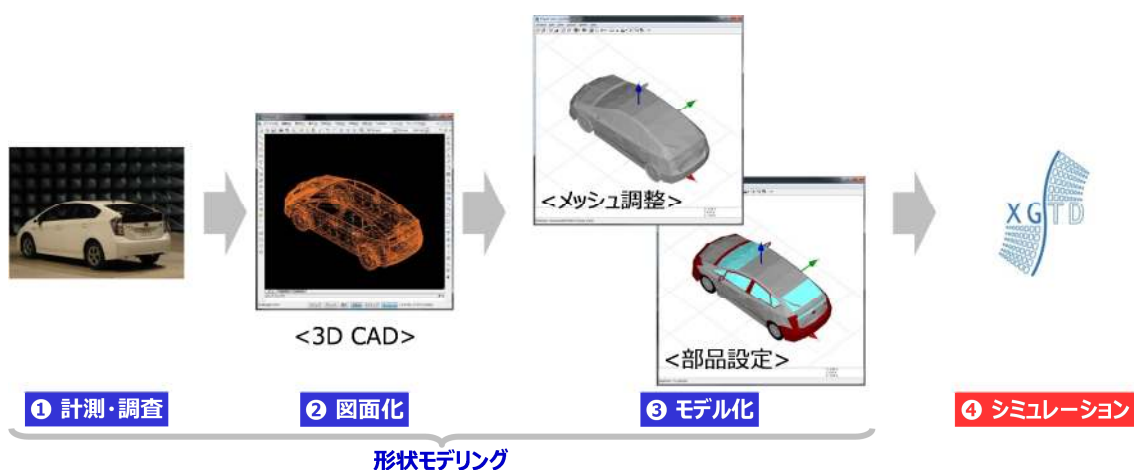 <メッシュ調整>
XGTD
<3D CAD>
<部品設定>
❶ 計測・調査
❷ 図面化
❸ モデル化
❹ シミュレーション
形状モデリング